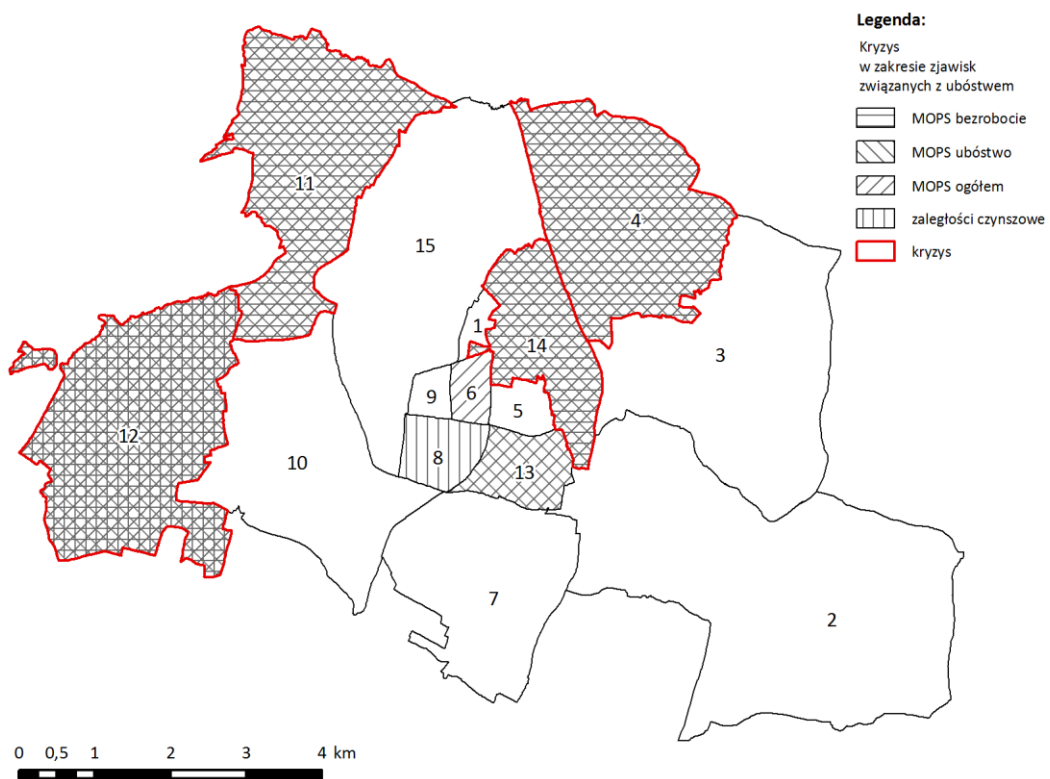 Legenda:
Kryzys
w zakresie zjawisk
związanych z ubóstwem
MOPS bezrobocie
MOPS ubóstwo
MOPS ogółem
zaległości czynszowe
kryzys
11
4
15
1
14
3
6
9
5
12
8
10
13
7
2
0 0,5 1 2 3 4 km